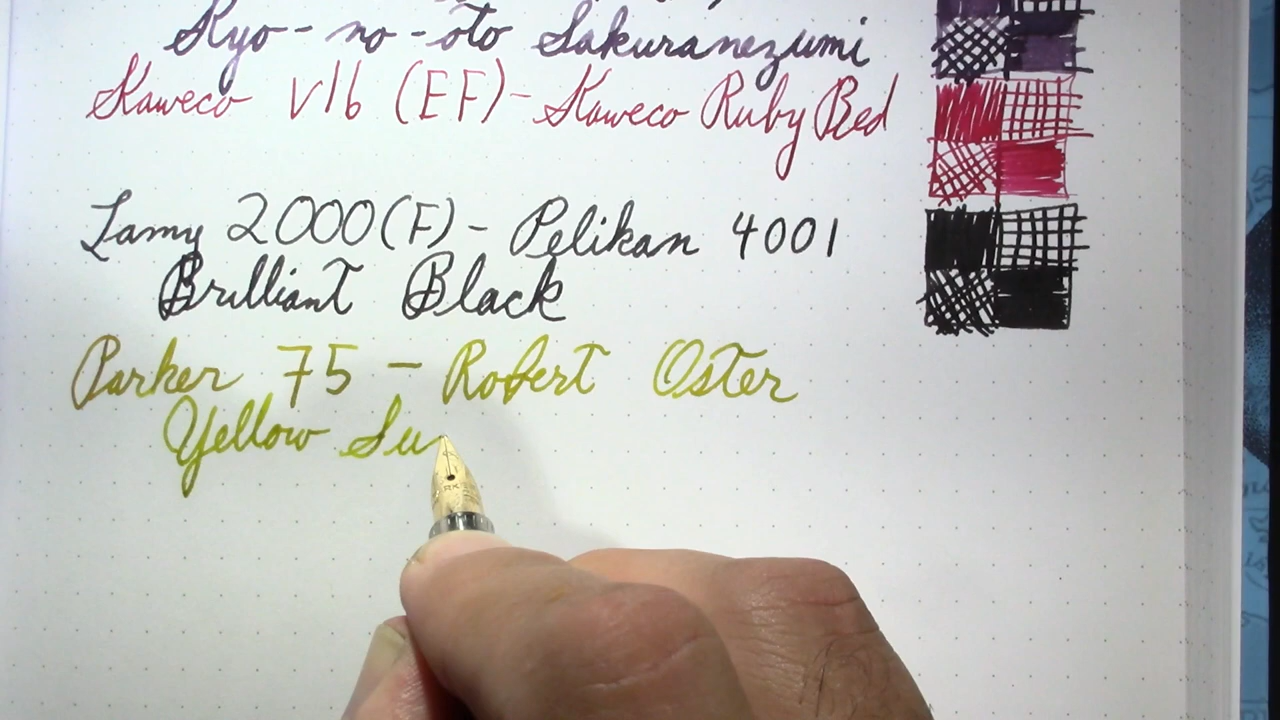 Ryo-no-oto Sakuranezumi
Kaweco V16 (EF) - Kaweco Ruby Red
Lamy 2000 (F) - Pelikan 4001
Brilliant Black
Parker 75 - Robert Oster
Yellow Su